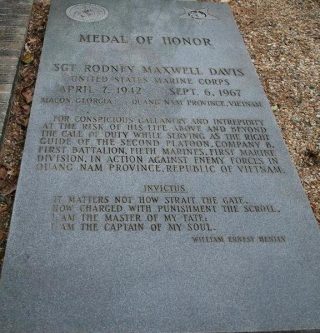 MEDAL OF HONOR
SGT RODNEY MAXWELL DAVIS
UNITED STATES MARINE CORPS
APRIL 7, 1942 SEPT. 6, 1967
MACON, GEORGIA QUANG NAM PROVINCE, VIETNAM
FOR CONSPICUOUS GALLANTRY AND INTREPIDITY
AT THE RISK OF HIS LIFE ABOVE AND BEYOND
THE CALL OF DUTY WHILE SERVING AS THE RIGHT
GUIDE OF THE SECOND PLATOON, COMPANY B,
FIRST BATTALION, FIFTH MARINES, FIRST MARINE
DIVISION, IN ACTION AGAINST ENEMY FORCES IN
QUANG NAM PROVINCE, REPUBLIC OF VIETNAM.
INVICTUS
IT MATTERS NOT HOW STRAIT THE GATE,
HOW CHARGED WITH PUNISHMENT THE SCROLL,
I AM THE MASTER OF MY FATE:
I AM THE CAPTAIN OF MY SOUL.
WILLIAM ERNEST HENLEY